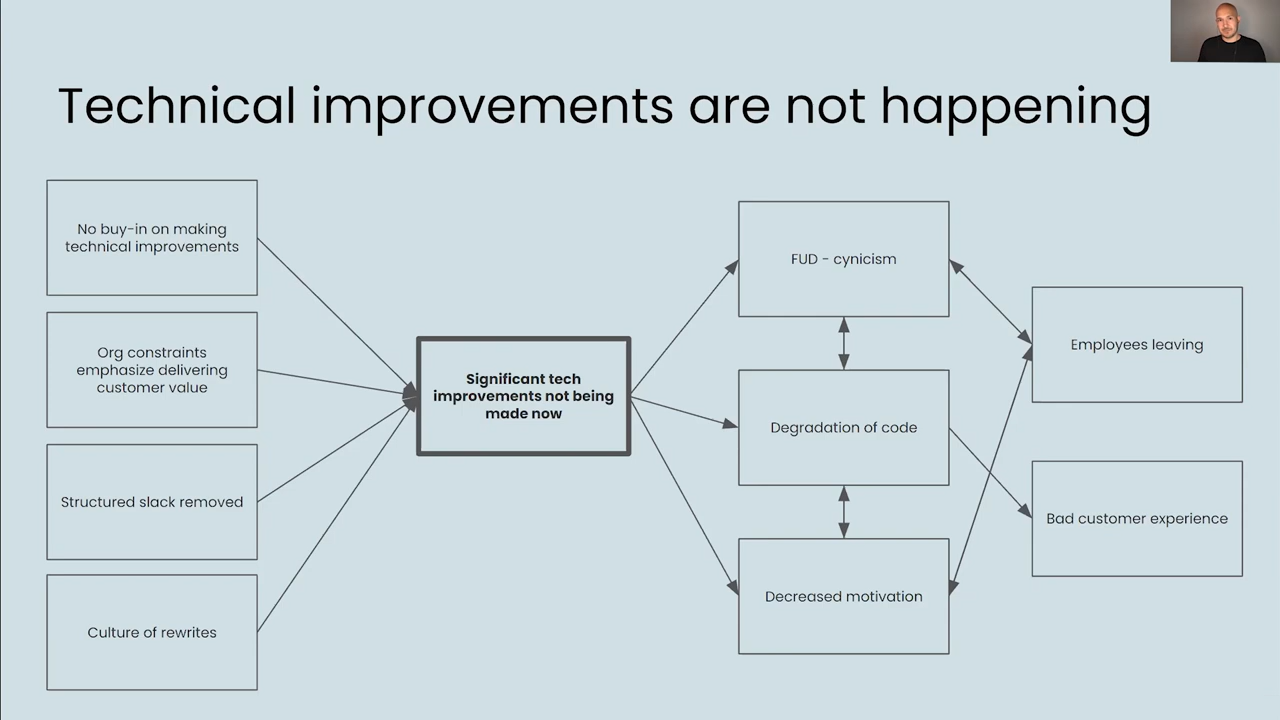 Technical improvements are not happening
No buy-in on making
technical improvements
Org constraints
emphasize delivering
customer value
Structured slack removed
Culture of rewrites
Significant tech
improvements not being
made now
FUD - cynicism
Degradation of code
Decreased motivation
Employees leaving
Bad customer experience